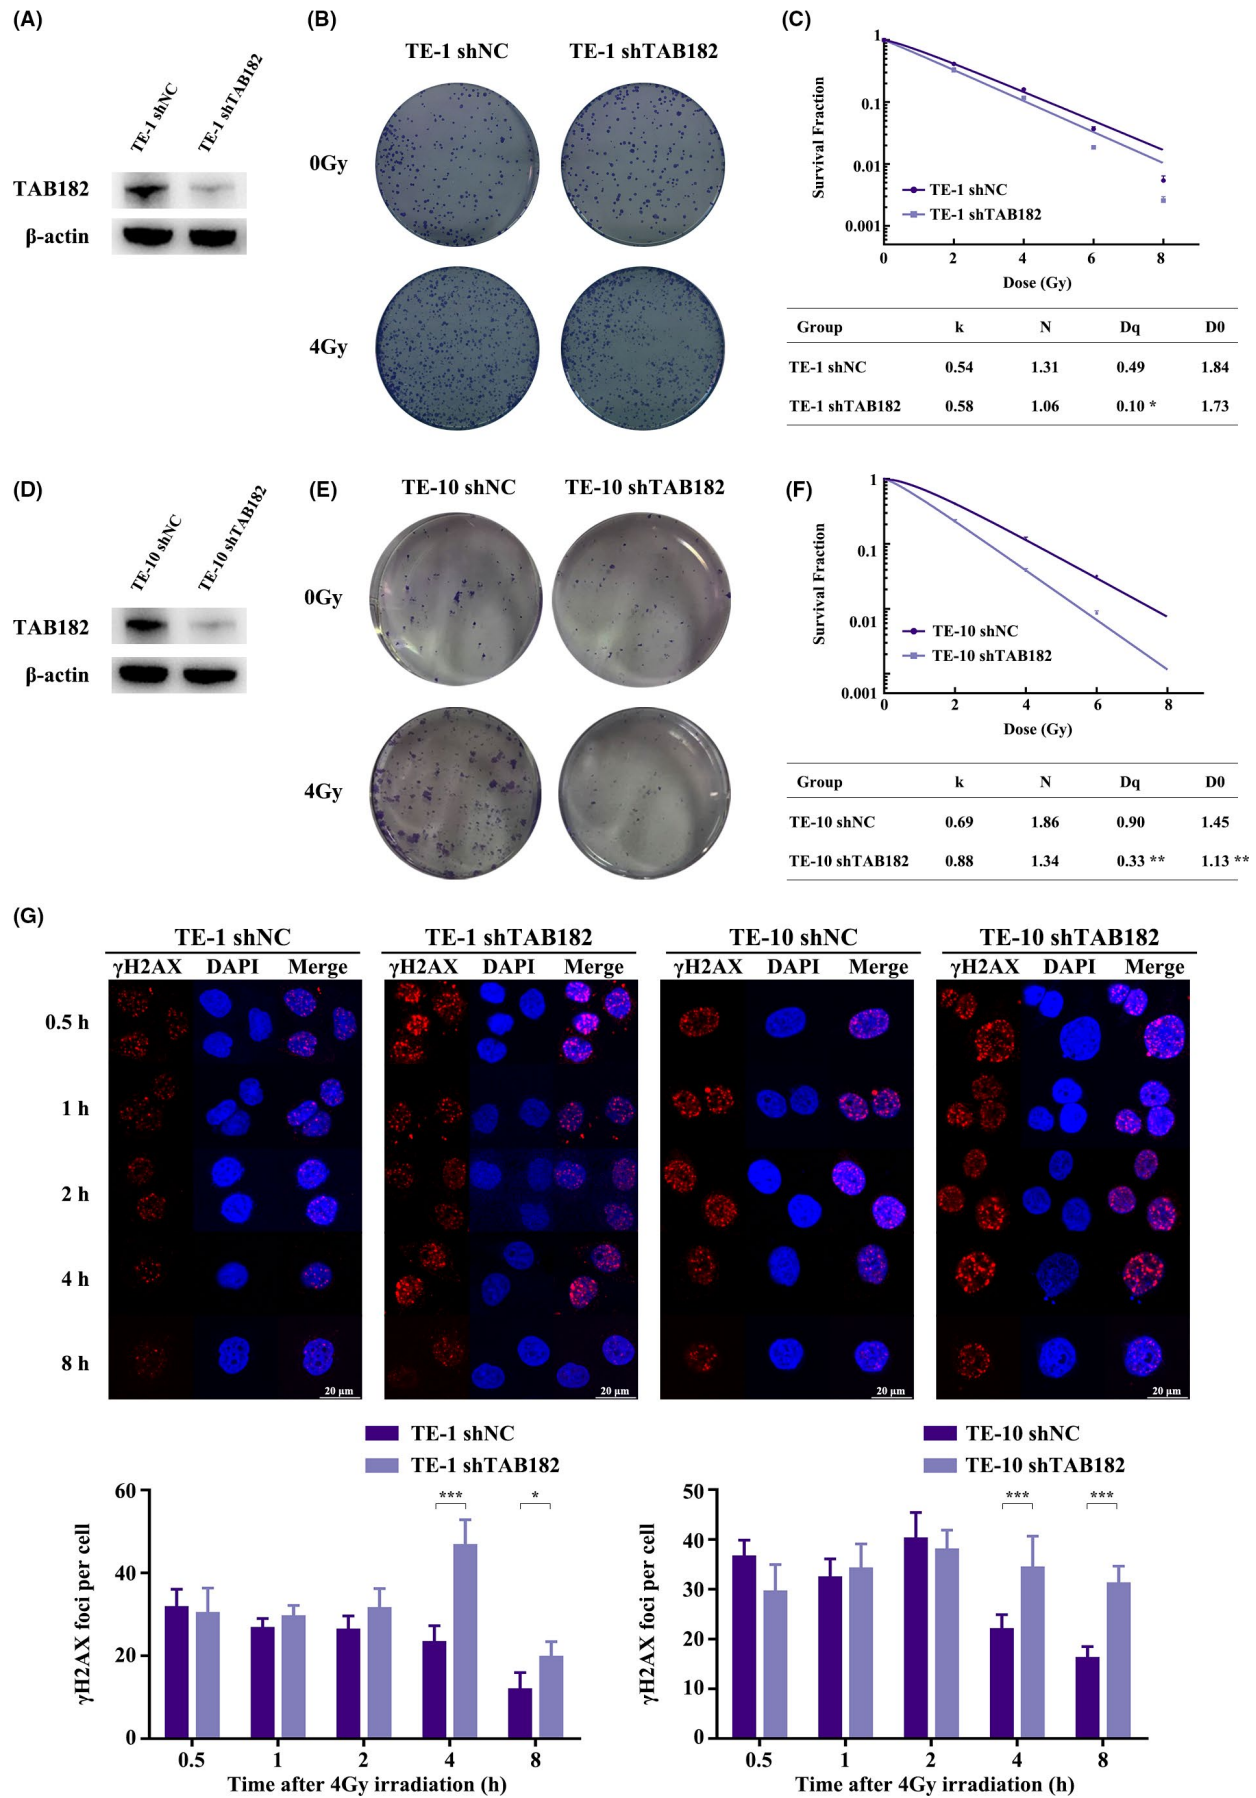 (A)
TE-1 shNC
TE-1 shTAB182
TAB182
β-actin
(B)
TE-1 shNC TE-1 shTAB182
0Gy
4Gy
(C)
Survival Fraction
1
0.1
0.01
0.001
TE-1 shNC
TE-1 shTAB182
0 2 4 6 8
Dose (Gy)
Group k N Dq D0
TE-1 shNC 0.54 1.31 0.49 1.84
TE-1 shTAB182 0.58 1.06 0.10 * 1.73
(D)
TE-10 shNC
TE-10 shTAB182
TAB182
β-actin
(E)
TE-10 shNC TE-10 shTAB182
0Gy
4Gy
(F)
Survival Fraction
1
0.1
0.01
0.001
TE-10 shNC
TE-10 shTAB182
0 2 4 6 8
Dose (Gy)
Group k N Dq D0
TE-10 shNC 0.69 1.86 0.90 1.45
TE-10 shTAB182 0.88 1.34 0.33 ** 1.13 **
(G)
TE-1 shNC TE-1 shTAB182 TE-10 shNC TE-10 shTAB182
γH2AX DAPI Merge γH2AX DAPI Merge γH2AX DAPI Merge γH2AX DAPI Merge
0.5 h
1 h
2 h
4 h
8 h
20 μm 20 μm 20 μm 20 μm
TE-1 shNC
TE-1 shTAB182
γH2AX foci per cell
60
40
20
0
*** *
0.5 1 2 4 8
Time after 4Gy irradiation (h)
TE-10 shNC
TE-10 shTAB182
γH2AX foci per cell
50
40
30
20
10
0
*** ***
0.5 1 2 4 8
Time after 4Gy irradiation (h)